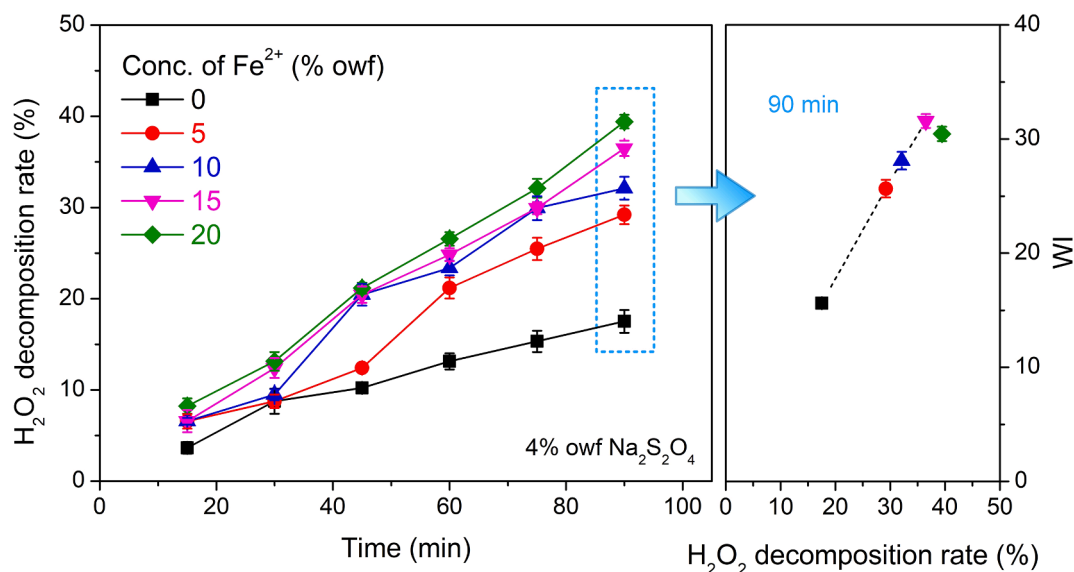 H₂O₂ decomposition rate (%)
50
40
30
20
10
0
Conc. of Fe²⁺ (% owf)
0
5
10
15
20
4% owf Na₂S₂O₄
0 20 40 60 80 100
Time (min)
90 min
40
30
20
10
0
WI
0 10 20 30 40 50
H₂O₂ decomposition rate (%)